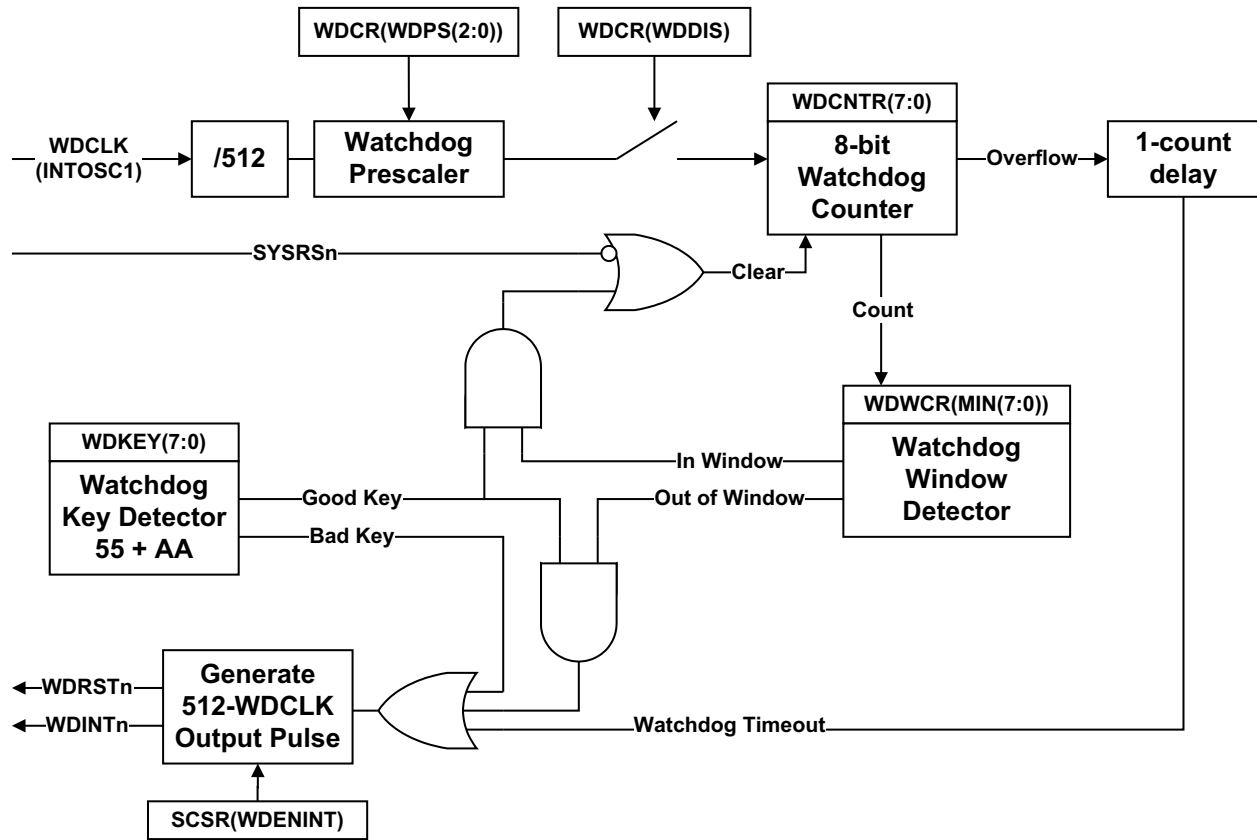 WDCR(WDPS(2:0))
WDCR(WDDIS)
WDCNTR(7:0)
WDCLK
(INTOSC1)
/512
Watchdog
Prescaler
8-bit
Watchdog
Counter
Overflow
1-count
delay
SYSRSn
Clear
Count
WDWCR(MIN(7:0))
Watchdog
Window
Detector
In Window
Out of Window
WDKEY(7:0)
Watchdog
Key Detector
55 + AA
Good Key
Bad Key
WDRSTn
WDINTn
Generate
512-WDCLK
Output Pulse
Watchdog Timeout
SCSR(WDENINT)